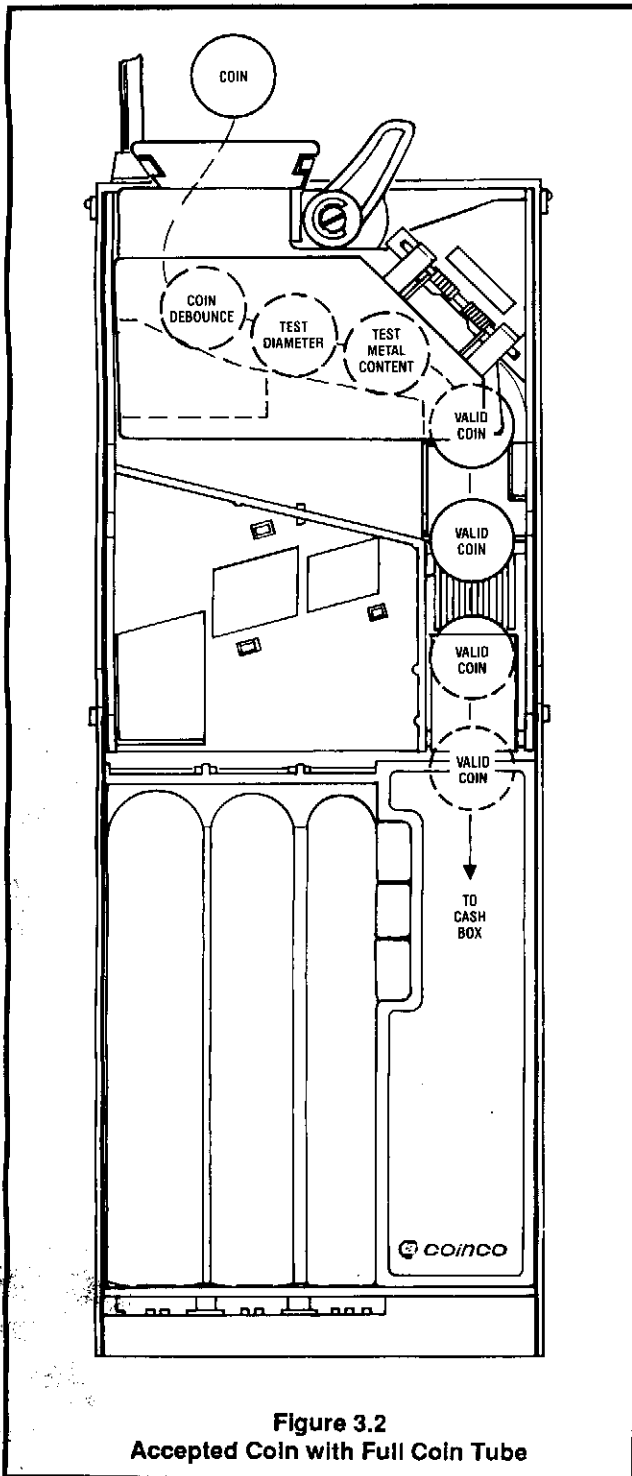 COIN
COIN
DEBOUNCE
TEST
DIAMETER
TEST
METAL
CONTENT
VALID
COIN
VALID
COIN
VALID
COIN
VALID
COIN
TO
CASH
BOX
coinco
Figure 3.2
Accepted Coin with Full Coin Tube